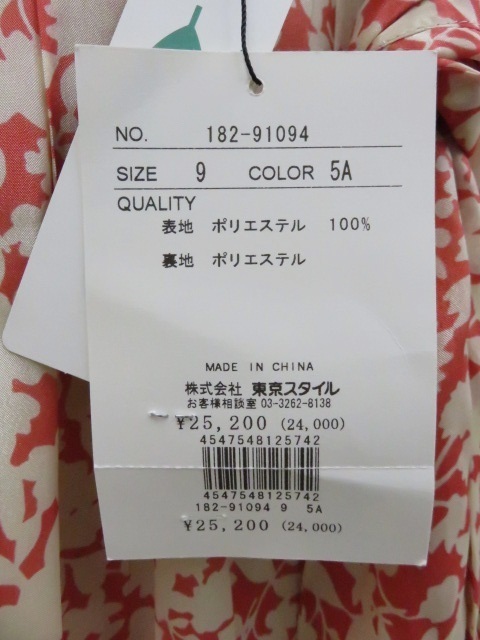 NO. 182-91094
SIZE 9 COLOR 5A
QUALITY
表地 ポリエステル 100%
裏地 ポリエステル
MADE IN CHINA
株式会社 東京スタイル
お客様相談室 03-3262-8138
¥25,200 (24,000)
4547548125742
4547548125742
182-91094 9 5A
¥25,200 (24,000)